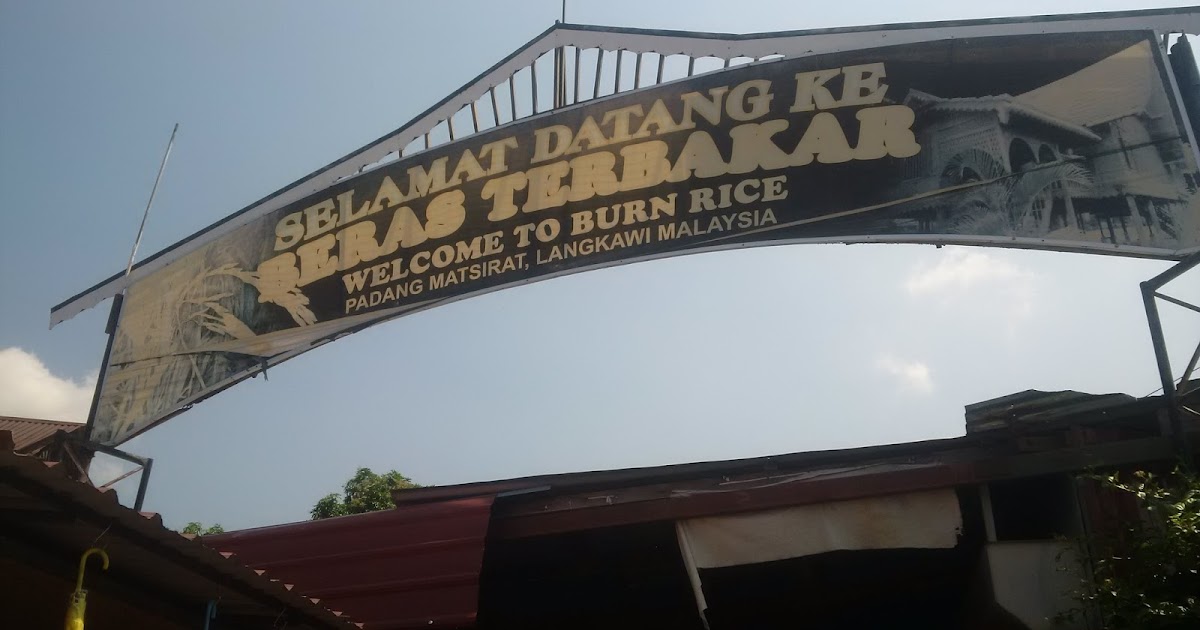 SELAMAT DATANG KE
BERAS TERBAKAR
WELCOME TO BURN RICE
PADANG MATSIRAT, LANGKAWI MALAYSIA